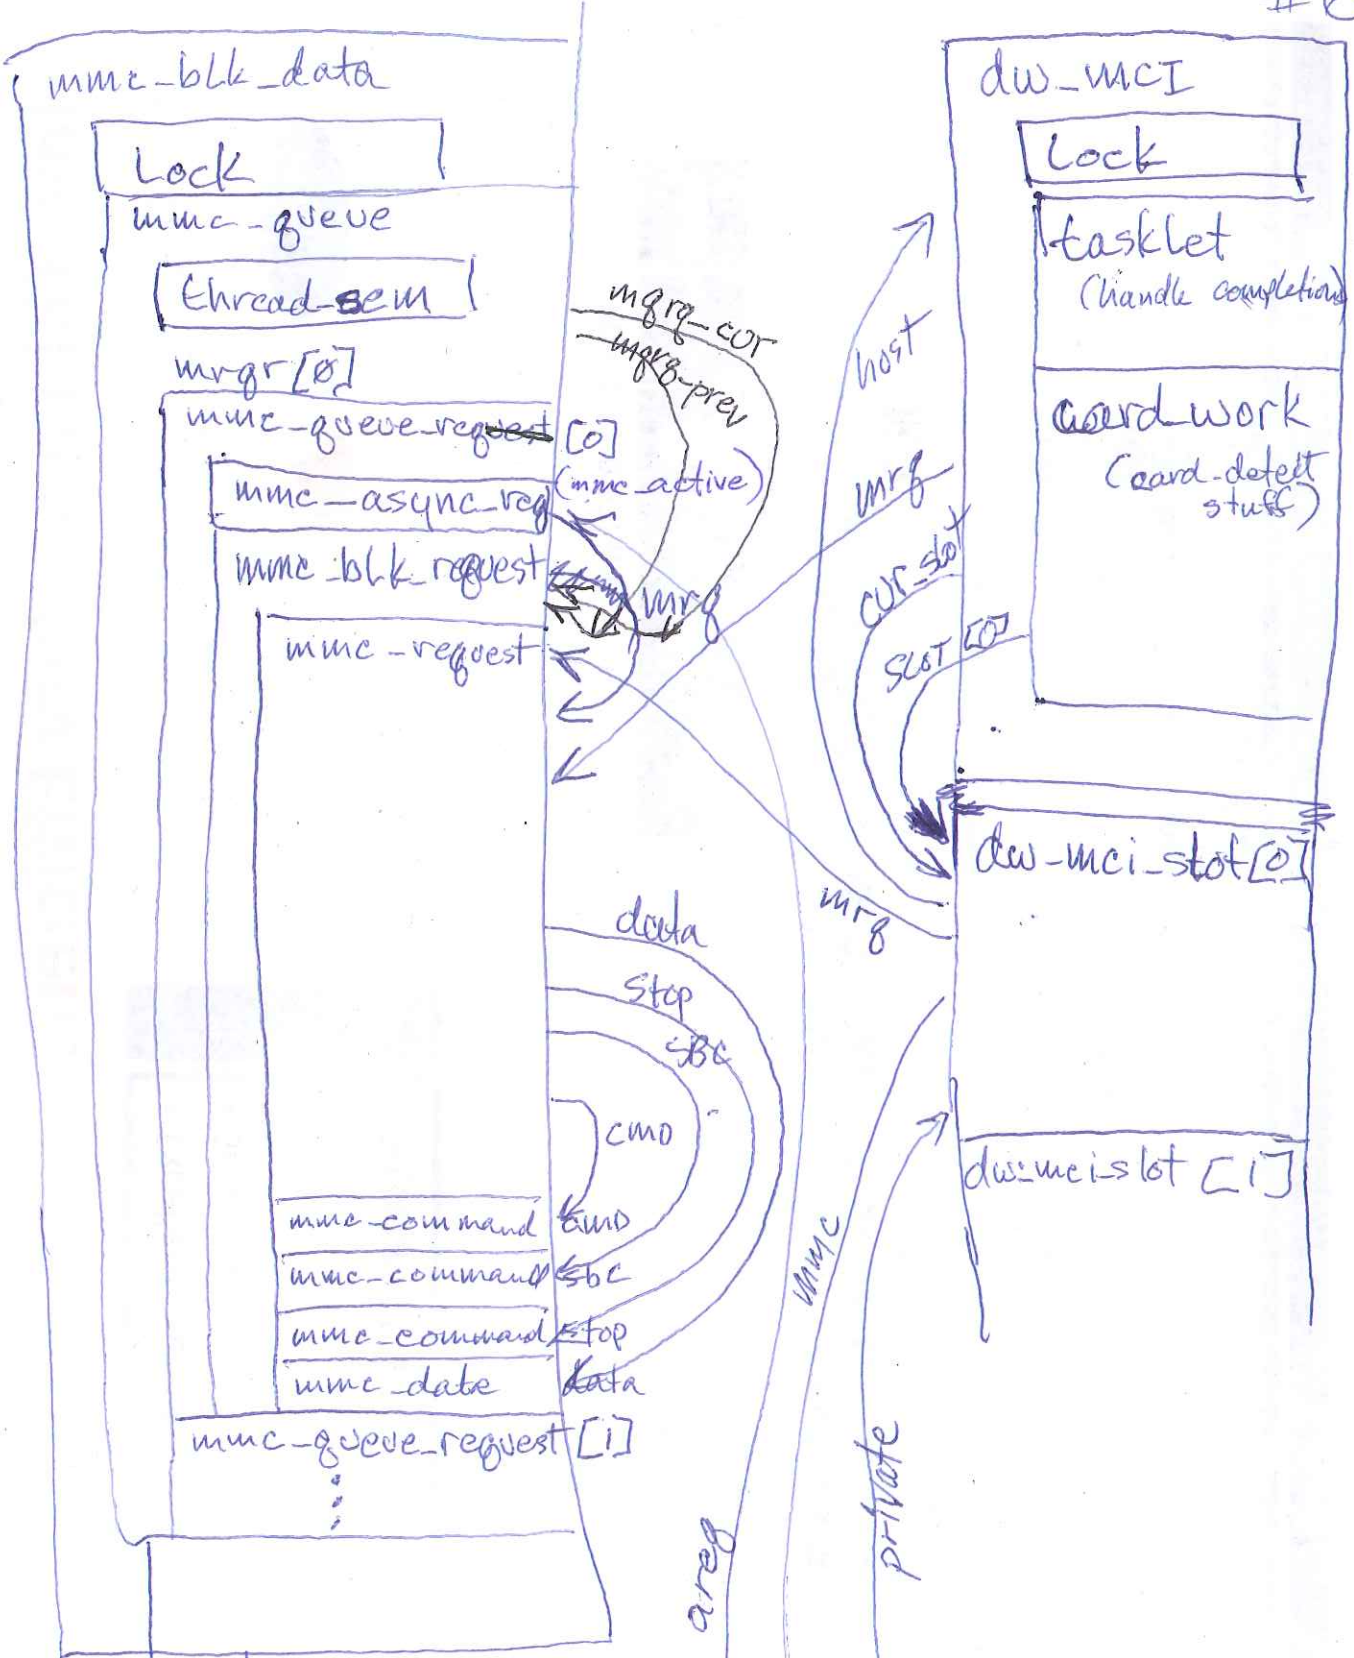 mmc_blk_data
Lock
mmc_queue
thread_sem
mrqr [0]
mmc_queue_request [0]
(mmc_active)
mmc_async_req
mmc_blk_request
mmc_request
mqrq_cur
mqrq_prev
mrq
data
Stop
SBC
CMD
mmc_command cmd
mmc_command sbc
mmc_command stop
mmc_data data
mmc_queue_request [1]
areq
mmc
private
host
mrq
cur_slot
SLOT [0]
mrq
dw_MCI
Lock
tasklet
(handle completion)
card_work
(card-detect
stuff)
dw_mci_slot[0]
dw_mci_slot [1]